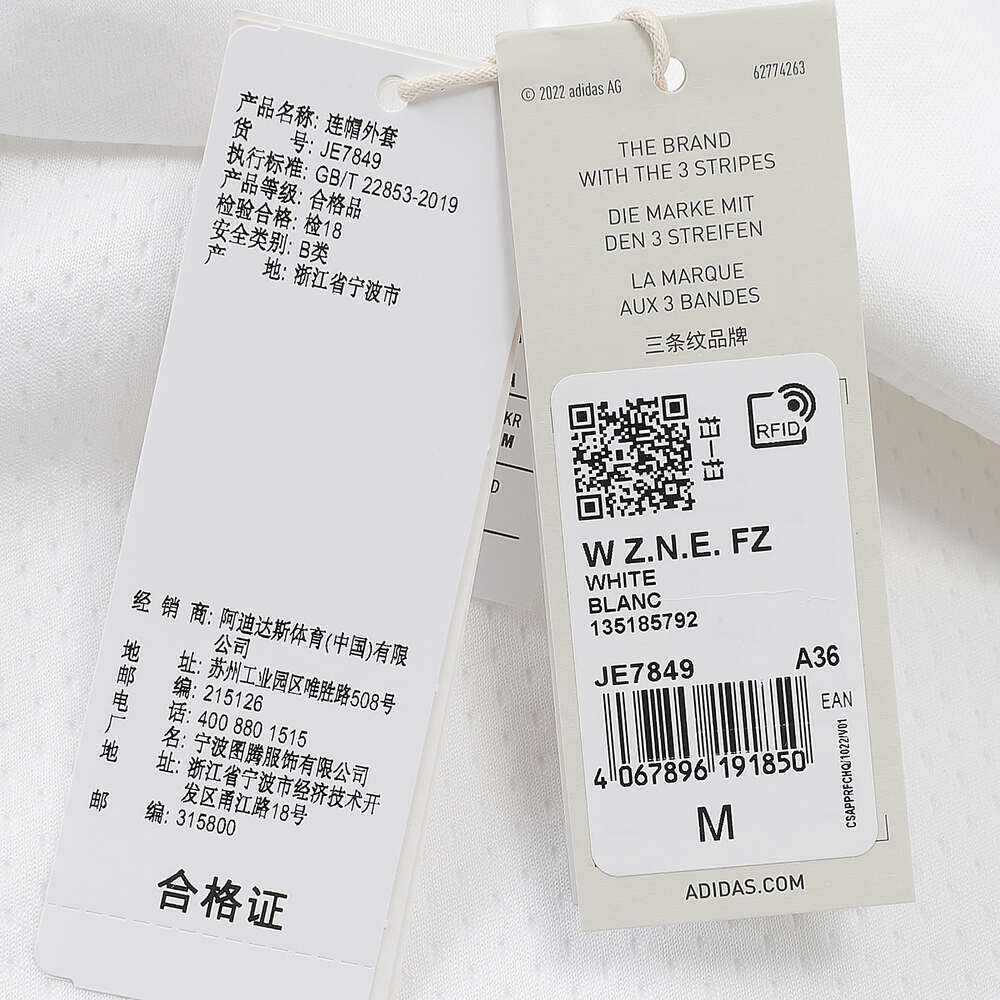 产品名称: 连帽外套
货 号: JE7849
执行标准: GB/T 22853-2019
产品等级: 合格品
检验合格: 检18
安全类别: B类
产 地: 浙江省宁波市
经 销 商: 阿迪达斯体育(中国)有限
公司
地 址: 苏州工业园区唯胜路508号
邮 编: 215126
电 话: 400 880 1515
厂 名: 宁波图腾服饰有限公司
地 址: 浙江省宁波市经济技术开
发区甬江路18号
邮 编: 315800
合格证
KR
M
D
© 2022 adidas AG
62774263
THE BRAND
WITH THE 3 STRIPES
DIE MARKE MIT
DEN 3 STREIFEN
LA MARQUE
AUX 3 BANDES
三条纹品牌
扫一扫
RFID
W Z.N.E. FZ
WHITE
BLANC
135185792
JE7849
A36
EAN
4 067896 191850
CSAPPRFCHQ/1022/V01
M
ADIDAS.COM